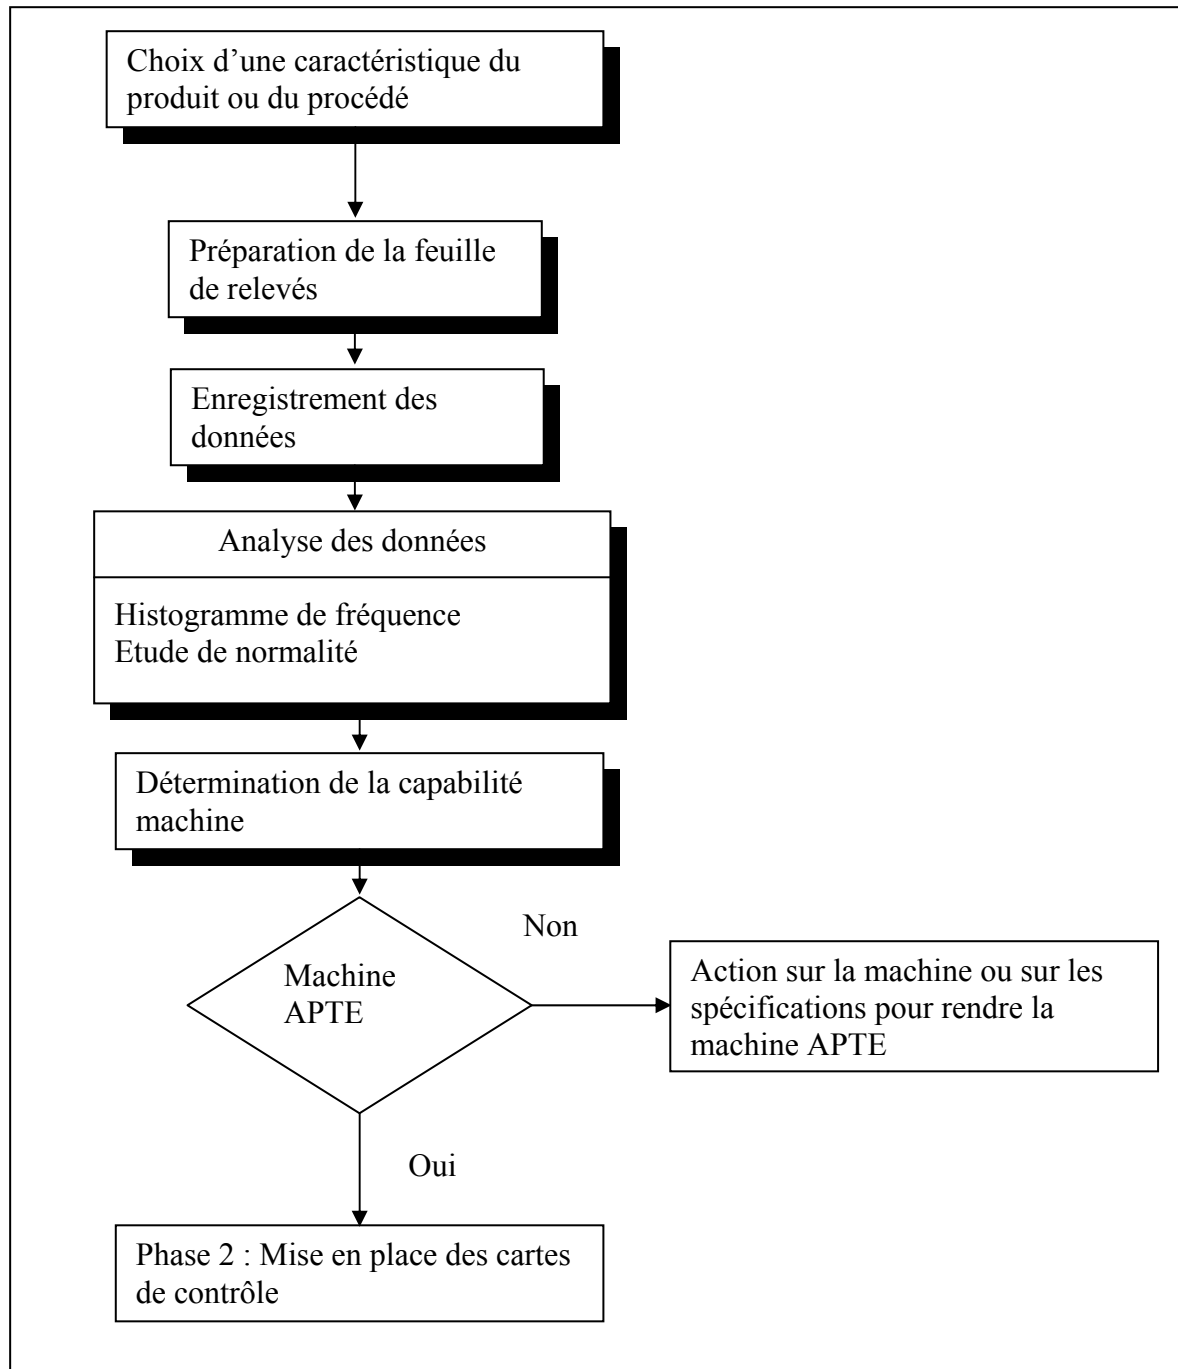 Choix d’une caractéristique du
produit ou du procédé
Préparation de la feuille
de relevés
Enregistrement des
données
Analyse des données
Histogramme de fréquence
Etude de normalité
Détermination de la capabilité
machine
Non
Machine
APTE
Action sur la machine ou sur les
spécifications pour rendre la
machine APTE
Oui
Phase 2 : Mise en place des cartes
de contrôle